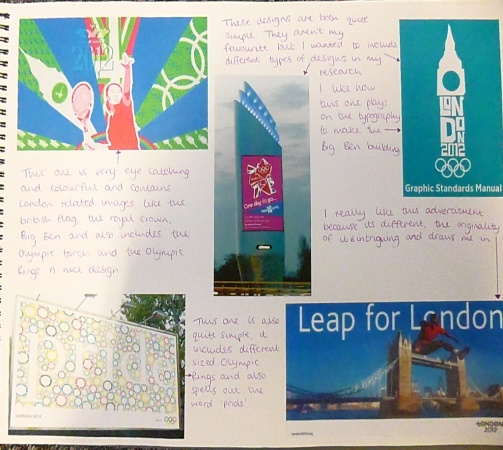 These designs are both quite
simple. They aren't my
favourite but I wanted to include
different types of designs in my
research.
I like how
this one plays
on the typography
to make the
Big Ben building
2012
LONDON
2012
Graphic Standards Manual
This one is very eye catching
and colourful and contains
London related images like the
british flag the royal crown,
Big Ben and also includes the
Olympic torch and the Olympic
Rings. A nice design
One day to go...
I really like this advertisment
because its different, the originality
of it is intriguing and draws me in
This one is also
quite simple, it
includes different
sized Olympic
Rings and also
spells out the
word 'pride'
Leap for London
LONDON
2012